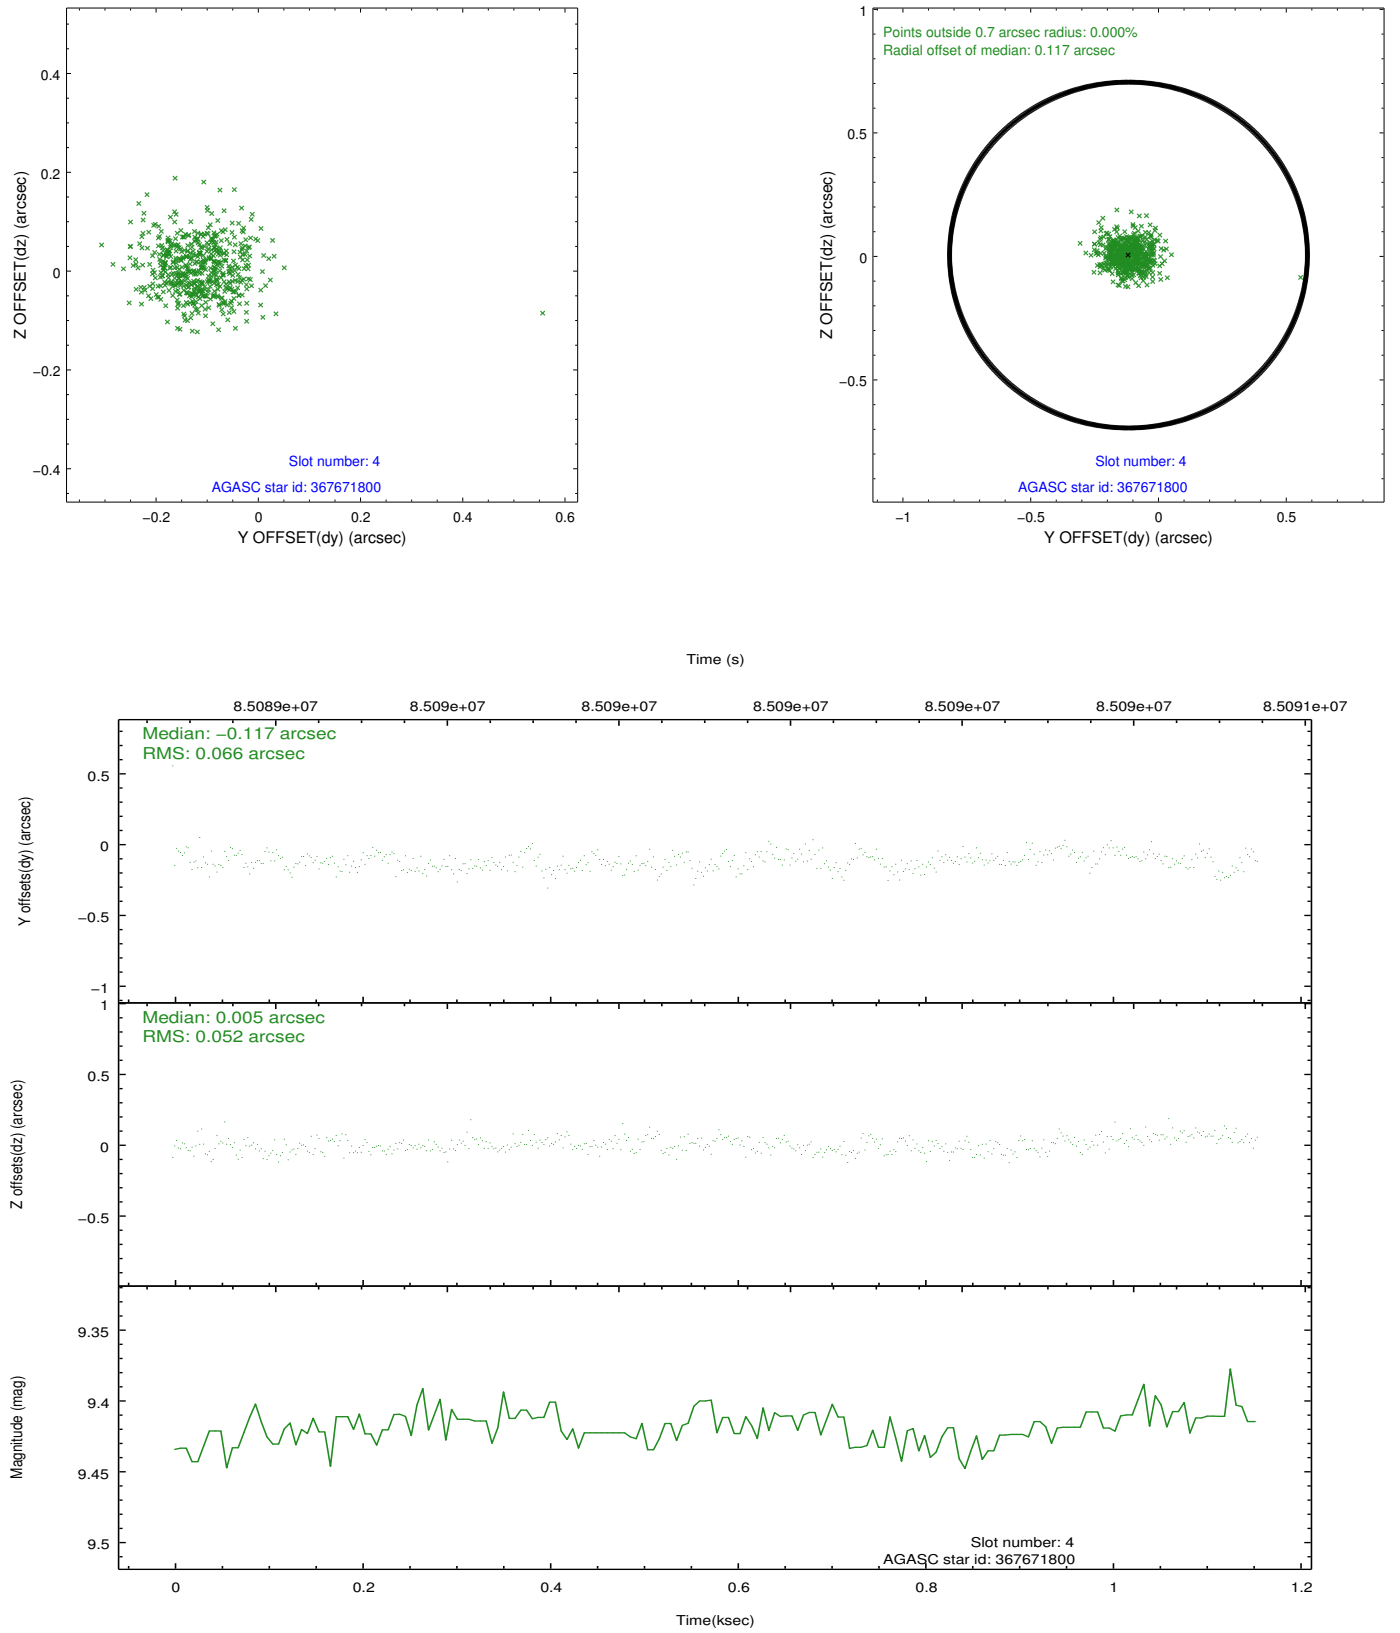 0.4
0.2
0
−0.2
−0.4
Z OFFSET(dz) (arcsec)
Slot number: 4
AGASC star id: 367671800
−0.2 0 0.2 0.4 0.6
Y OFFSET(dy) (arcsec)
Points outside 0.7 arcsec radius: 0.000%
Radial offset of median: 0.117 arcsec
1
0.5
0
−0.5
Z OFFSET(dz) (arcsec)
Slot number: 4
AGASC star id: 367671800
−1 −0.5 0 0.5
Y OFFSET(dy) (arcsec)
Time (s)
8.5089e+07 8.509e+07 8.509e+07 8.509e+07 8.509e+07 8.509e+07 8.5091e+07
Median: −0.117 arcsec
RMS: 0.066 arcsec
0.5
0
−0.5
−1
Y offsets(dy) (arcsec)
Median: 0.005 arcsec
RMS: 0.052 arcsec
1
0.5
0
−0.5
Z offsets(dz) (arcsec)
9.35
9.4
9.45
9.5
Magnitude (mag)
Slot number: 4
AGASC star id: 367671800
0 0.2 0.4 0.6 0.8 1 1.2
Time(ksec)